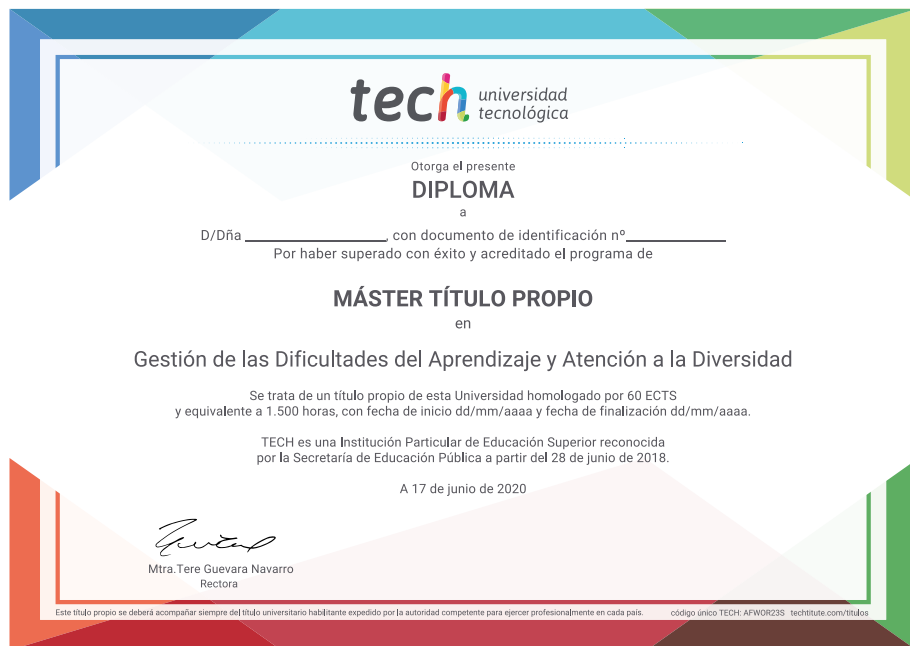 tech universidad
tecnológica
Otorga el presente
DIPLOMA
a
D/Dña _________________, con documento de identificación nº____________
Por haber superado con éxito y acreditado el programa de
MÁSTER TÍTULO PROPIO
en
Gestión de las Dificultades del Aprendizaje y Atención a la Diversidad
Se trata de un título propio de esta Universidad homologado por 60 ECTS
y equivalente a 1.500 horas, con fecha de inicio dd/mm/aaaa y fecha de finalización dd/mm/aaaa.
TECH es una Institución Particular de Educación Superior reconocida
por la Secretaría de Educación Pública a partir del 28 de junio de 2018.
A 17 de junio de 2020
Mtra.Tere Guevara Navarro
Rectora
Este título propio se deberá acompañar siempre del título universitario habilitante expedido por la autoridad competente para ejercer profesionalmente en cada país. código único TECH: AFWOR23S techtitute.com/titulos